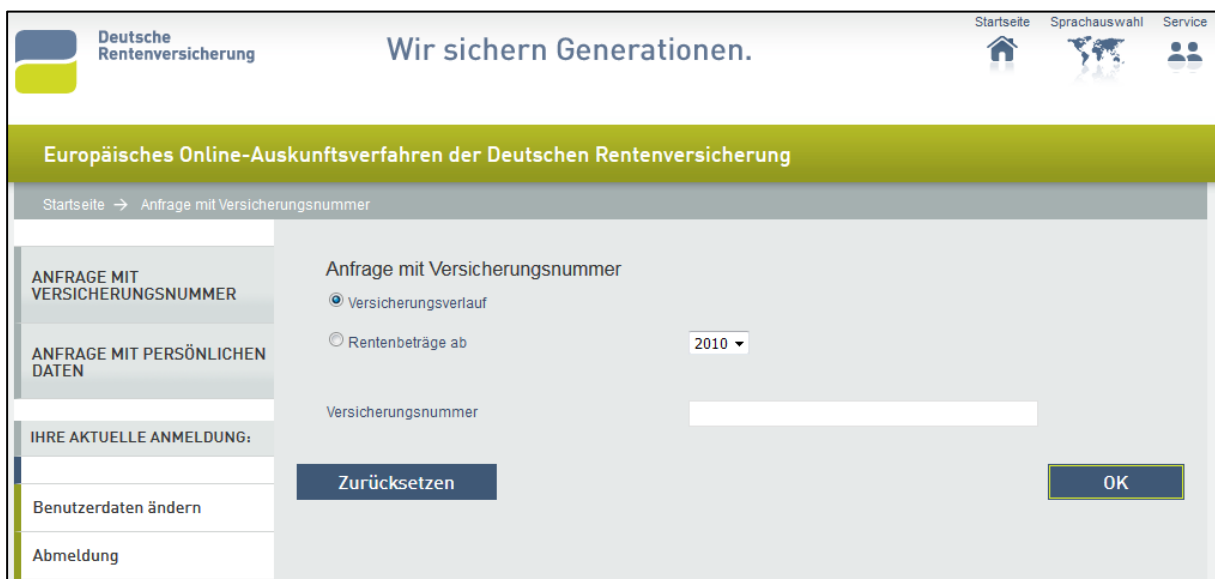 Deutsche
Rentenversicherung
Wir sichern Generationen.
Startseite
Sprachauswahl
Service
Europäisches Online-Auskunftsverfahren der Deutschen Rentenversicherung
Startseite → Anfrage mit Versicherungsnummer
ANFRAGE MIT
VERSICHERUNGSNUMMER
ANFRAGE MIT PERSÖNLICHEN
DATEN
IHRE AKTUELLE ANMELDUNG:
Benutzerdaten ändern
Abmeldung
Anfrage mit Versicherungsnummer
Versicherungsverlauf
Rentenbeträge ab 2010
Versicherungsnummer
Zurücksetzen
OK